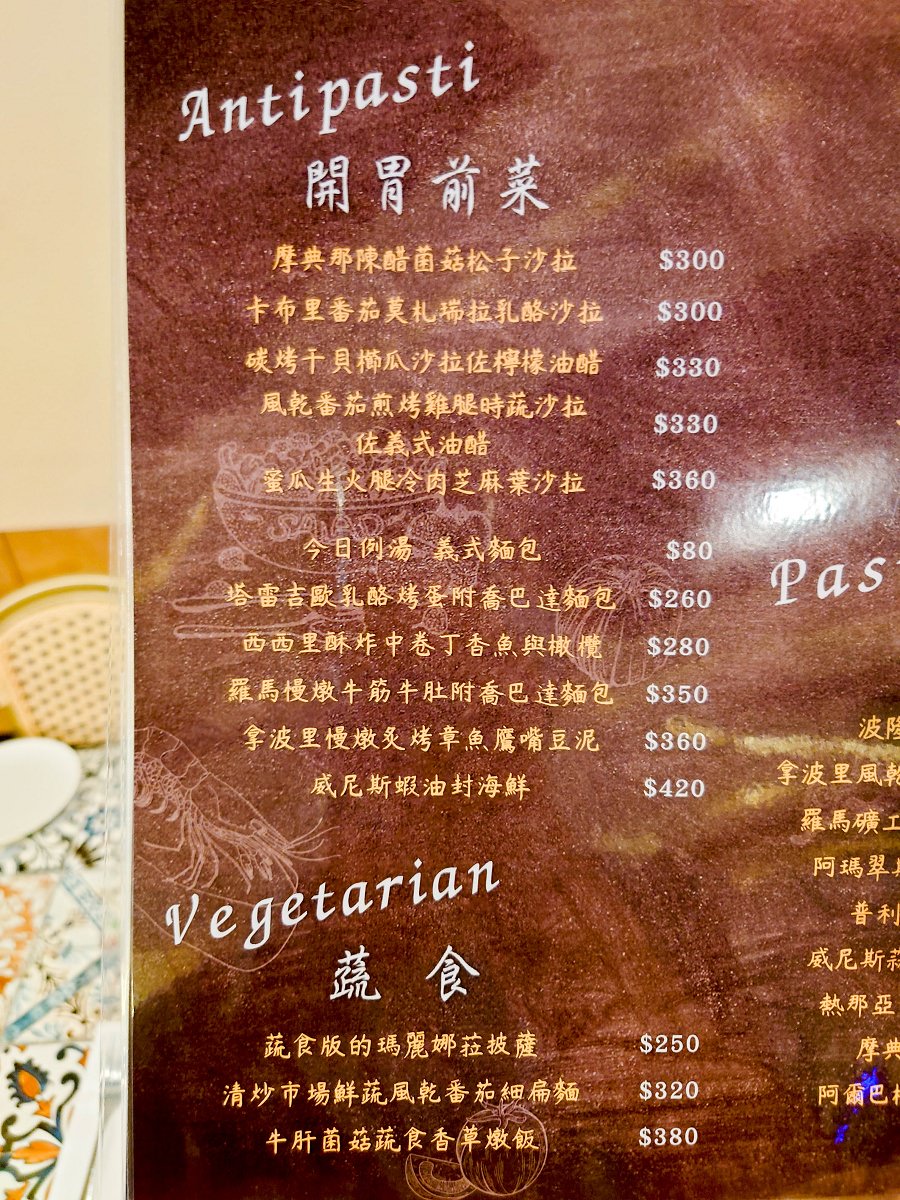 Antipasti
開胃前菜
摩典那陳醋菌菇松子沙拉 $300
卡布里番茄莫札瑞拉乳酪沙拉 $300
碳烤干貝櫛瓜沙拉佐檸檬油醋 $330
風乾番茄煎烤雞腿時蔬沙拉
佐義式油醋 $330
蜜瓜生火腿冷肉芝麻葉沙拉 $360
今日例湯 義式麵包 $80
塔雷吉歐乳酪烤蛋附喬巴達麵包 $260
西西里酥炸中卷丁香魚與橄欖 $280
羅馬慢燉牛筋牛肚附喬巴達麵包 $350
拿波里慢燉炙烤章魚鷹嘴豆泥 $360
威尼斯蝦油封海鮮 $420
Vegetarian
蔬食
蔬食版的瑪麗娜菈披薩 $250
清炒市場鮮蔬風乾番茄細扁麵 $320
牛肝菌菇蔬食香草燉飯 $380
Pas
波隆
拿波里風乾
羅馬礦工
阿瑪翠斯
普利
威尼斯蒜
熱那亞
摩典
阿爾巴